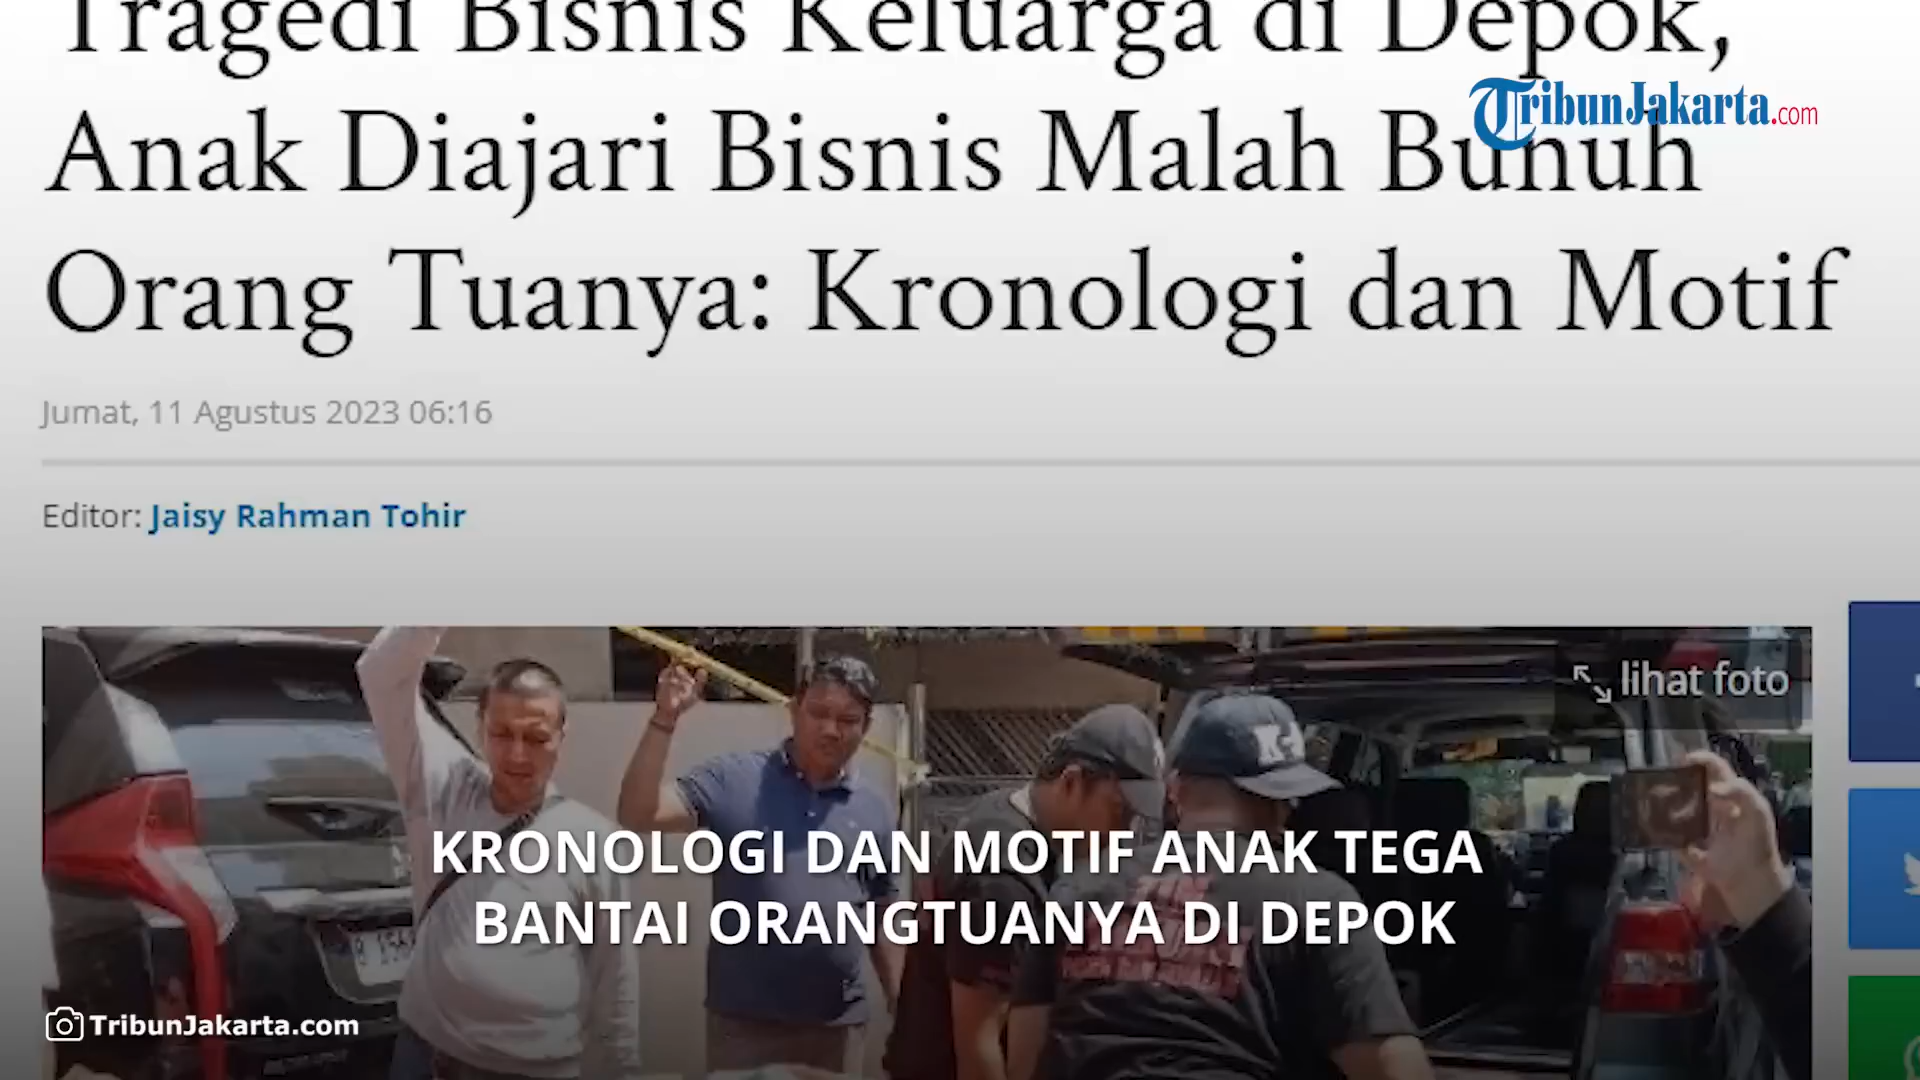 Tragedi Bisnis Keluarga di Depok,
TribunJakarta.com
Anak Diajari Bisnis Malah Bunuh
Orang Tuanya: Kronologi dan Motif
Jumat, 11 Agustus 2023 06:16
Editor: Jaisy Rahman Tohir
lihat foto
KRONOLOGI DAN MOTIF ANAK TEGA
BANTAI ORANGTUANYA DI DEPOK
TribunJakarta.com